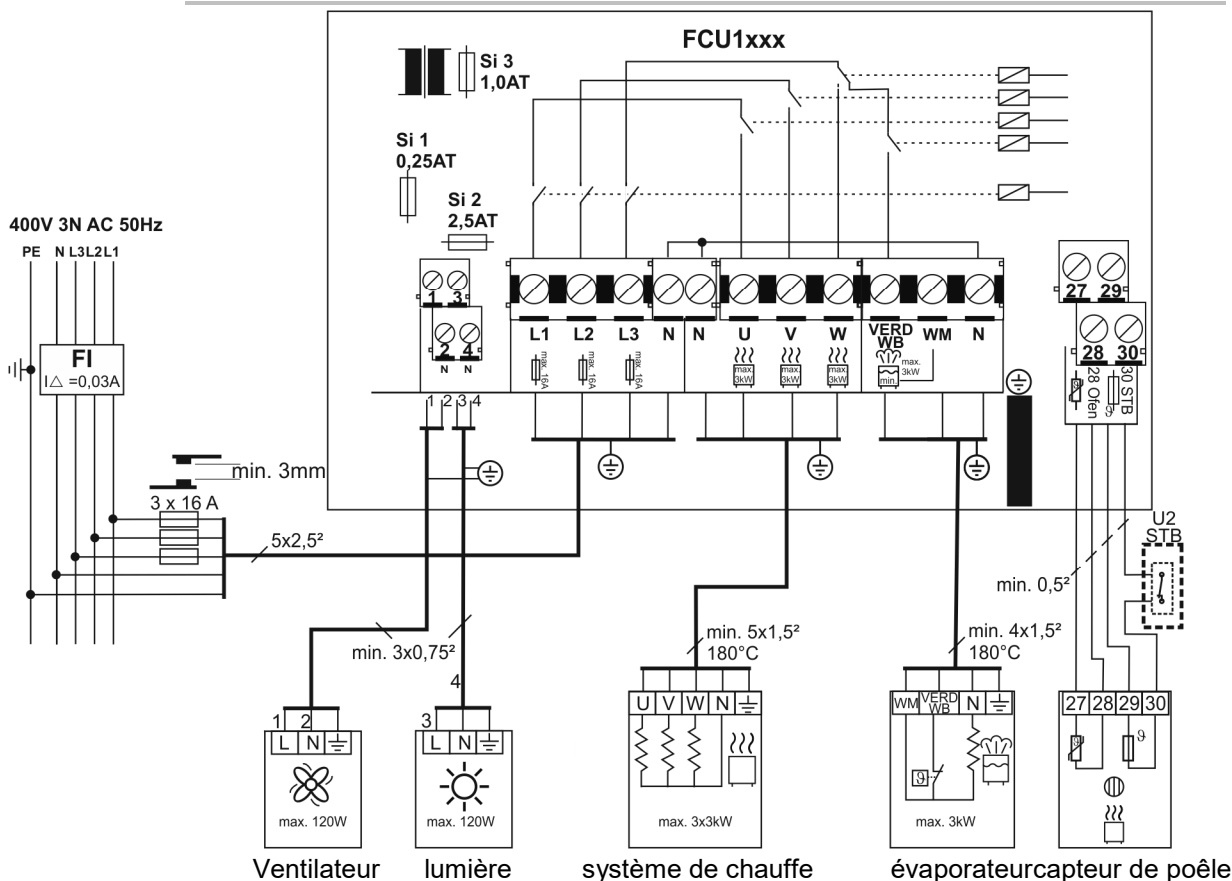 FCU1xxx
Si 3
1,0AT
Si 1
0,25AT
Si 2
2,5AT
400V 3N AC 50Hz
PE N L3 L2 L1
FI
I△ =0,03A
1 3
2 4
N N
L1 L2 L3 N N U V W VERD WB WM N
max. 16A
max. 16A
max. 16A
max. 3kW
max. 3kW
max. 3kW
min.
max. 3kW
27 29
28 30
28 Ofen
30 STB
ϑ
1 2 3 4
min. 3mm
3 x 16 A
5x2,5²
U2
STB
min. 0,5²
min. 3x0,75²
min. 5x1,5²
180°C
min. 4x1,5²
180°C
4
1 2
L N
max. 120W
3
L N
max. 120W
U V W N
max. 3x3kW
WM VERD WB N
ϑ
max. 3kW
27 28 29 30
ϑ ϑ
Ventilateur lumière système de chauffe évaporateurcapteur de poêle